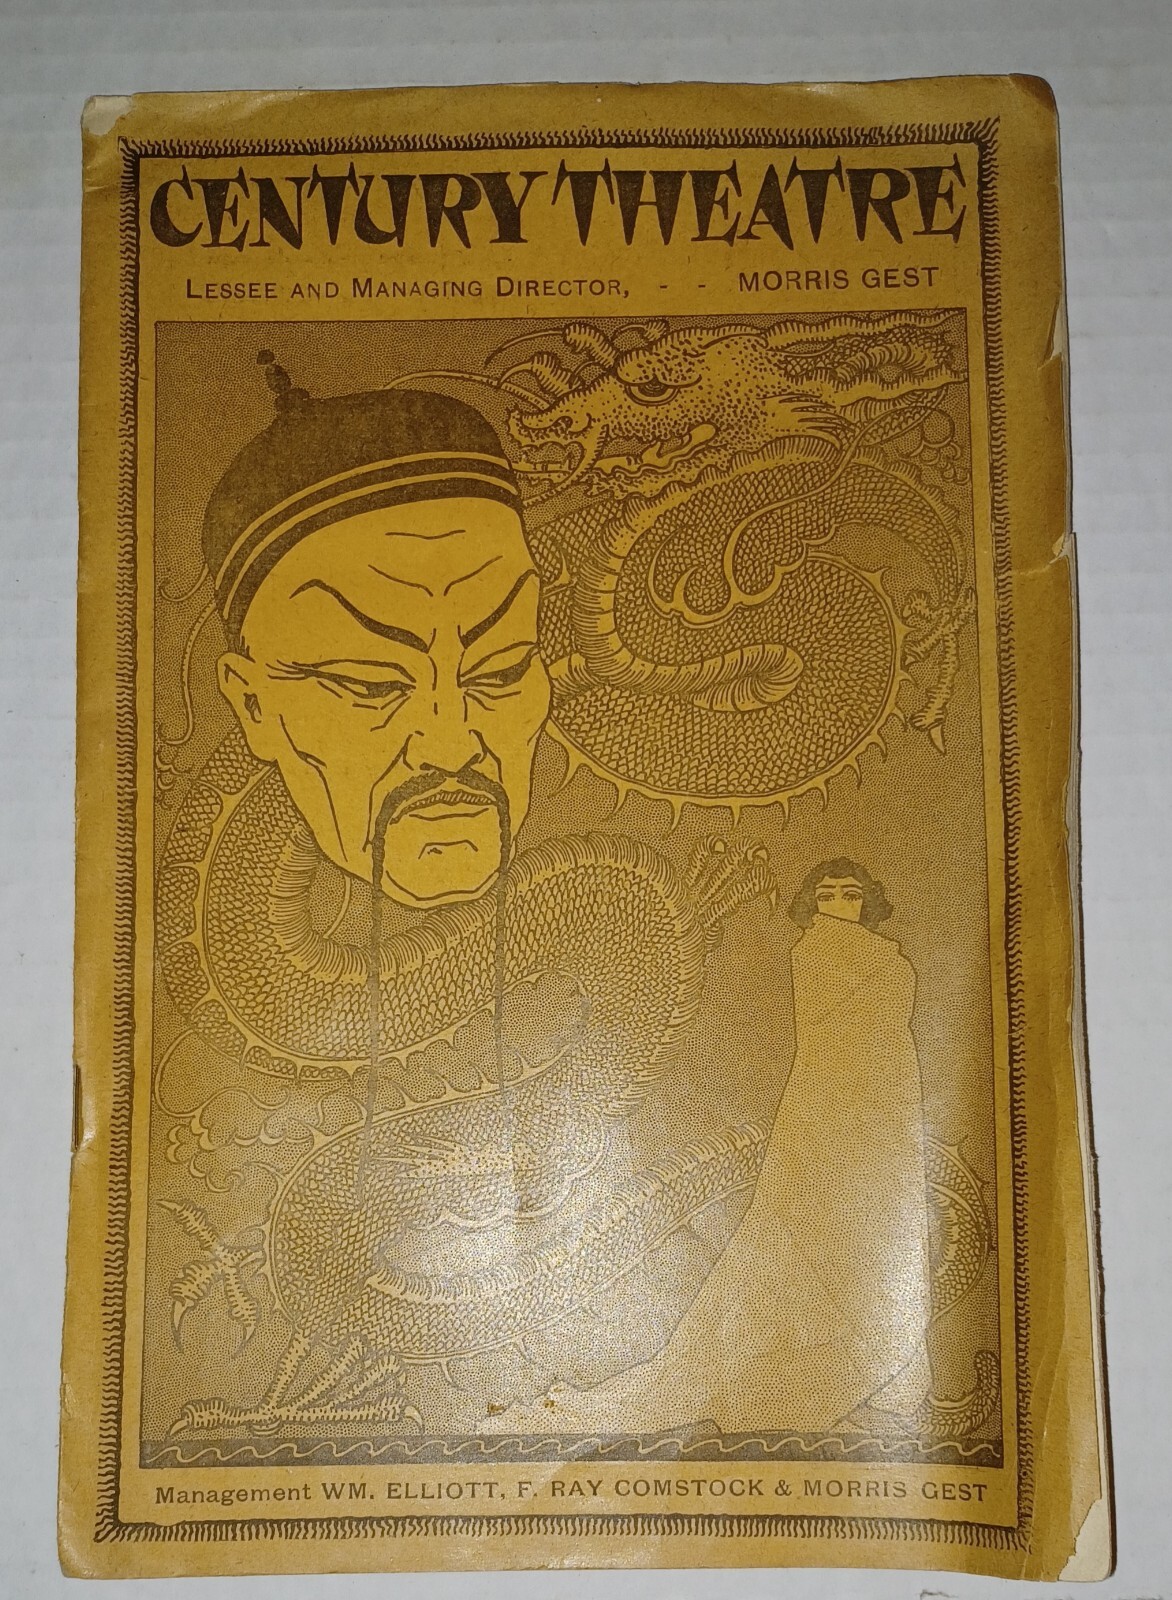 CENTURY THEATRE
LESSEE AND MANAGING DIRECTOR, - - MORRIS GEST
Management WM. ELLIOTT, F. RAY COMSTOCK & MORRIS GEST